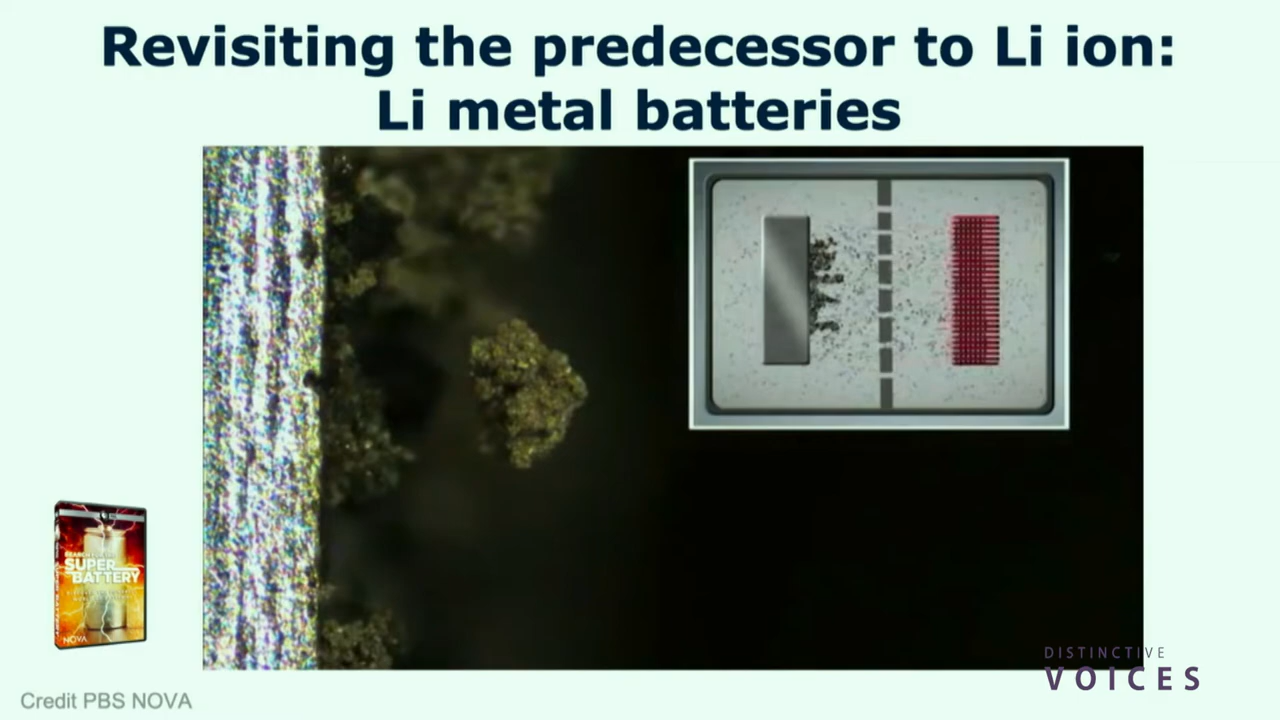 Revisiting the predecessor to Li ion:
Li metal batteries
SUPER
BATTERY
NOVA
Credit PBS NOVA
DISTINCTIVE
VOICES